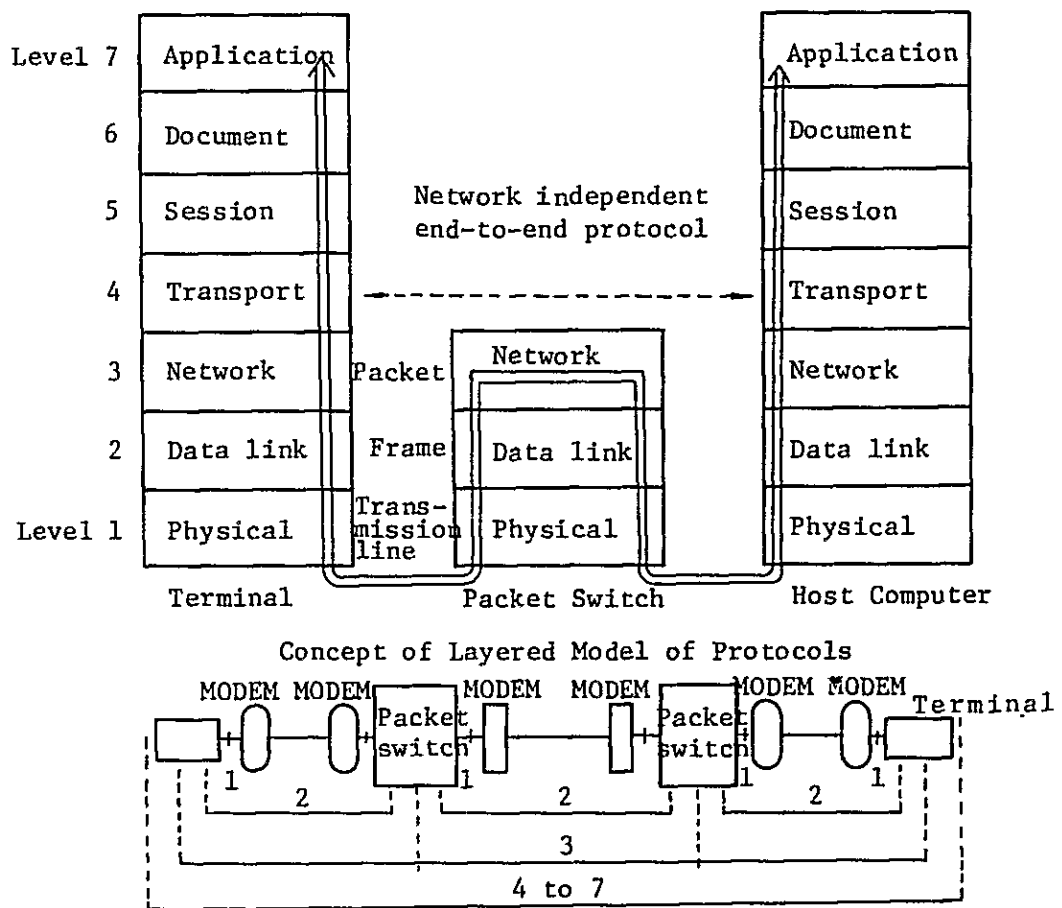 Level 7 Application Application
6 Document Document
5 Session Session
Network independent
end-to-end protocol
4 Transport Transport
3 Network Packet Network Network
2 Data link Frame Data link Data link
Level 1 Physical Trans-
mission
line Physical Physical
Terminal Packet Switch Host Computer
Concept of Layered Model of Protocols
MODEM MODEM MODEM MODEM MODEM MODEM
Terminal
Packet
switch
Packet
switch
1 1 1 1
2 2 2
3
4 to 7